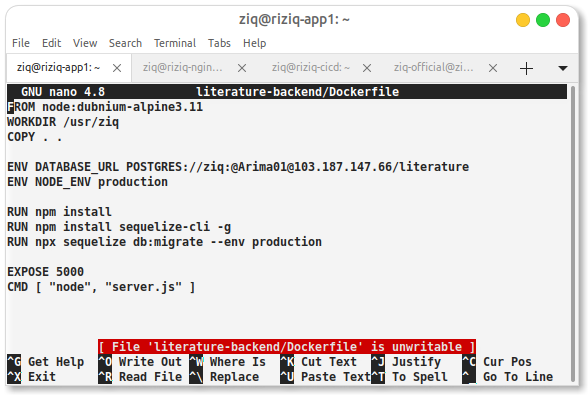 ziq@riziq-app1: ~
File Edit View Search Terminal Tabs Help
ziq@riziq-app1: ~ × ziq@riziq-ngin... × ziq@riziq-cicd: ~ × ziq-official@zi... × +
GNU nano 4.8 literature-backend/Dockerfile
FROM node:dubnium-alpine3.11
WORKDIR /usr/ziq
COPY . .
ENV DATABASE_URL POSTGRES://ziq:@Arima01@103.187.147.66/literature
ENV NODE_ENV production
RUN npm install
RUN npm install sequelize-cli -g
RUN npx sequelize db:migrate --env production
EXPOSE 5000
CMD [ "node", "server.js" ]
[ File 'literature-backend/Dockerfile' is unwritable ]
^G Get Help ^O Write Out ^W Where Is ^K Cut Text ^J Justify ^C Cur Pos
^X Exit ^R Read File ^\ Replace ^U Paste Text ^T To Spell ^_ Go To Line